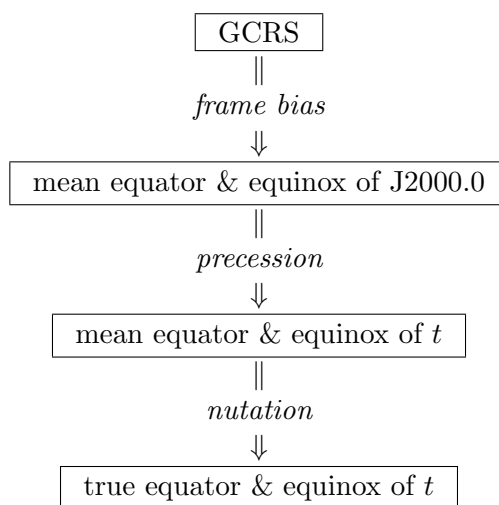 GCRS
frame bias
mean equator & equinox of J2000.0
precession
mean equator & equinox of t
nutation
true equator & equinox of t